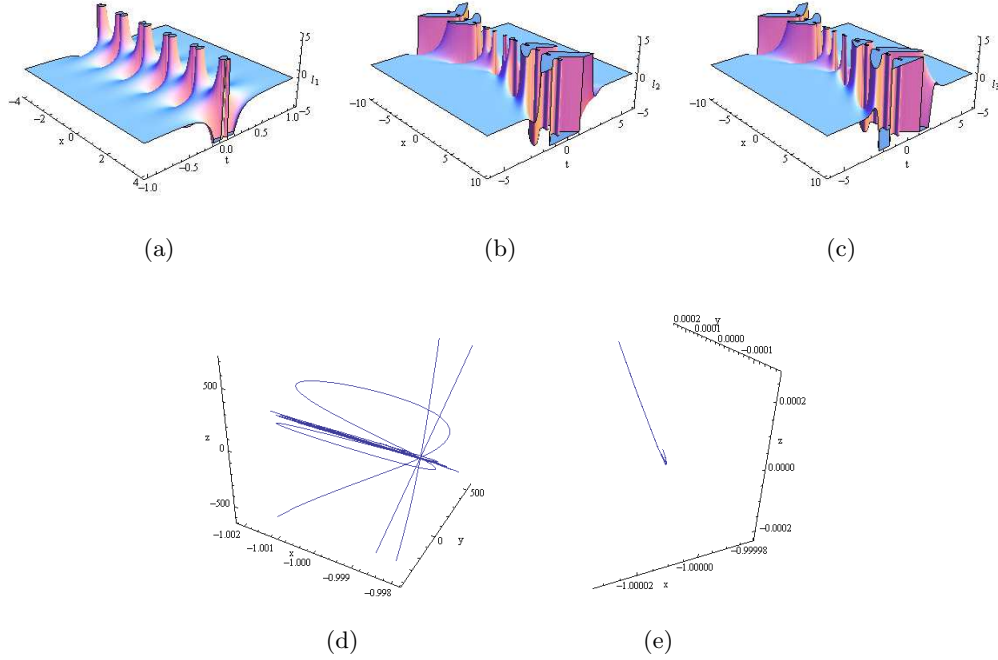 5
0 l₁
−5
−4
−2
x 0
2
4
−1.0
−0.5
0.0
t
0.5
1.0
(a)
5
0 l₂
−5
−10
−5
x 0
5
10
−5
0
t
5
(b)
5
0 l₃
−5
−10
−5
x 0
5
10
−5
0
t
5
(c)
500
z 0
−500
−1.002
−1.001
x
−1.000
−0.999
−0.998
0 y
500
(d)
0.0002
y
0.0001
0.0000
−0.0001
0.0002
z
0.0000
−0.0002
−0.99998
−1.00000
x
−1.00002
(e)